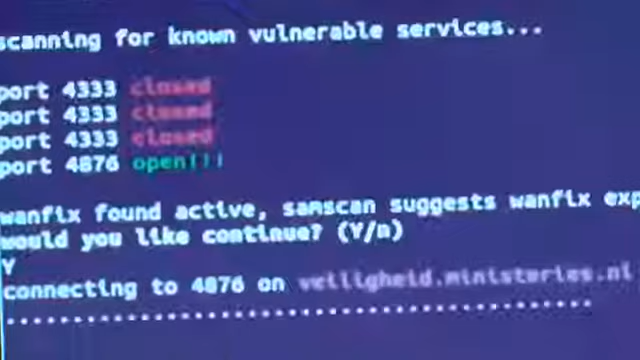 scanning for known vulnerable services...
port 4333 closed
port 4333 closed
port 4333 closed
port 4876 open!!!
wanfix found active, samscan suggests wanfix exp
would you like continue? (Y/n)
Y
connecting to 4876 on veiligheid.ministeries.nl